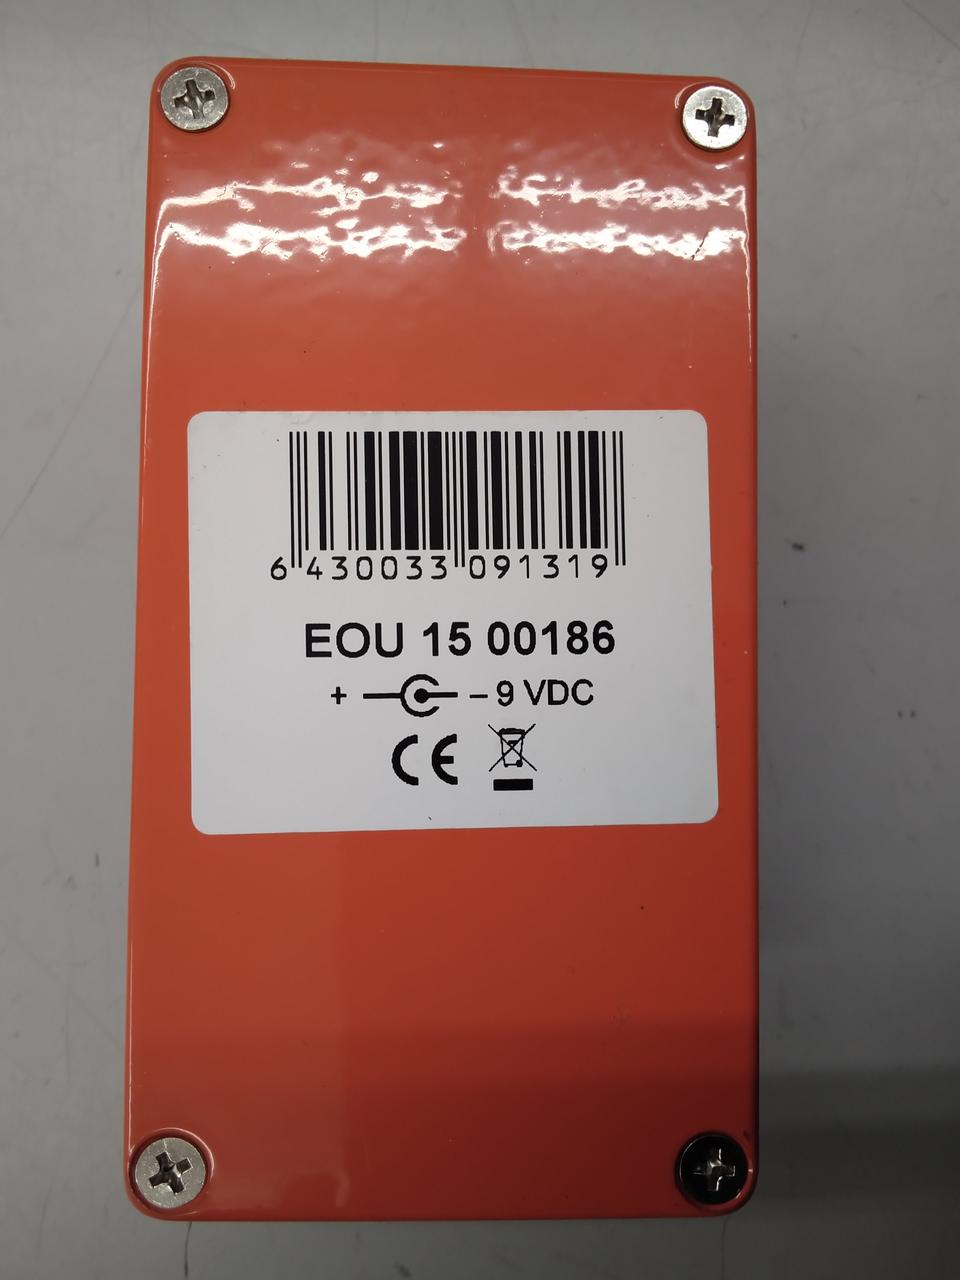 6 430033 091319
EOU 15 00186
+ – 9 VDC
CE